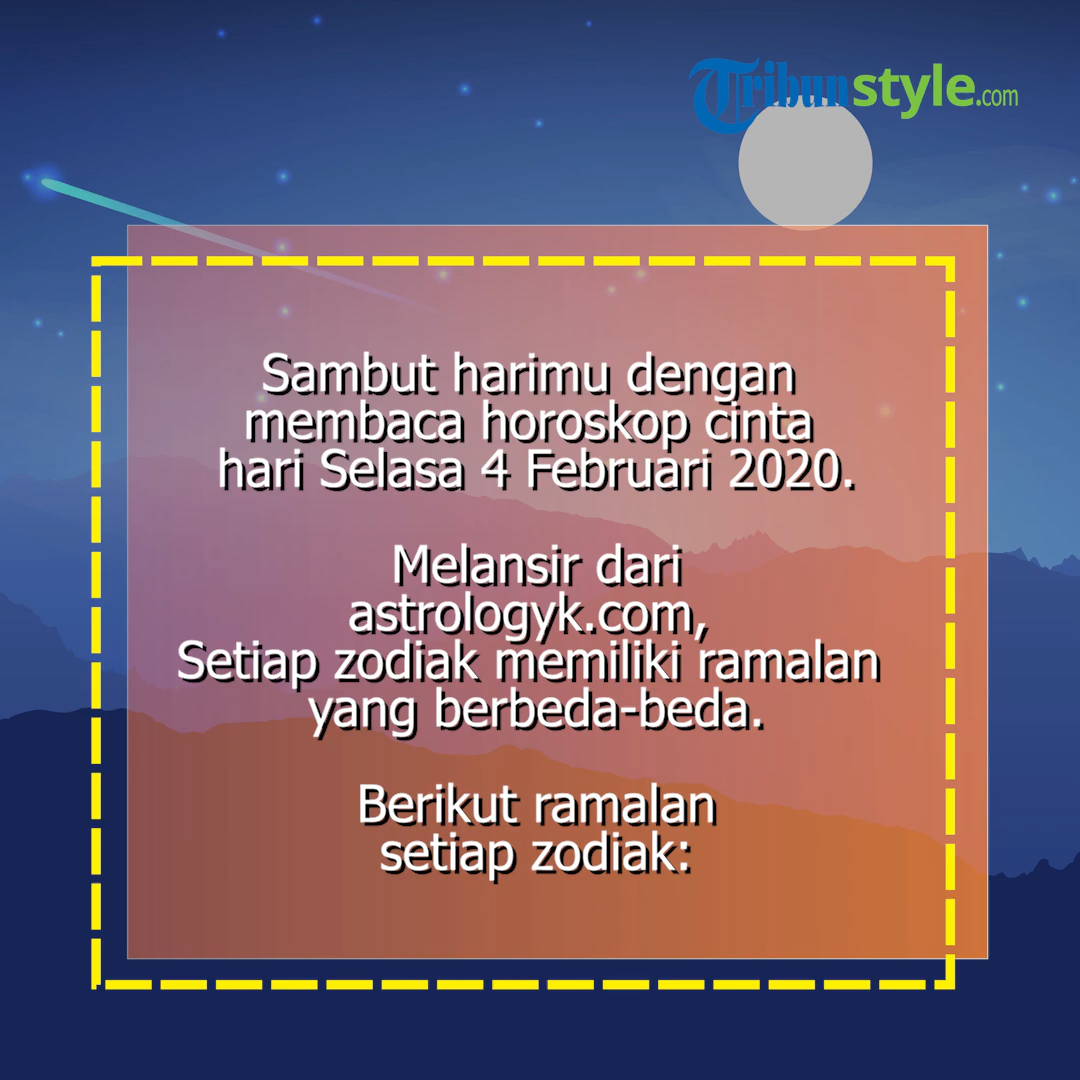 Tribunstyle.com
Sambut harimu dengan
membaca horoskop cinta
hari Selasa 4 Februari 2020.
Melansir dari
astrologyk.com,
Setiap zodiak memiliki ramalan
yang berbeda-beda.
Berikut ramalan
setiap zodiak: